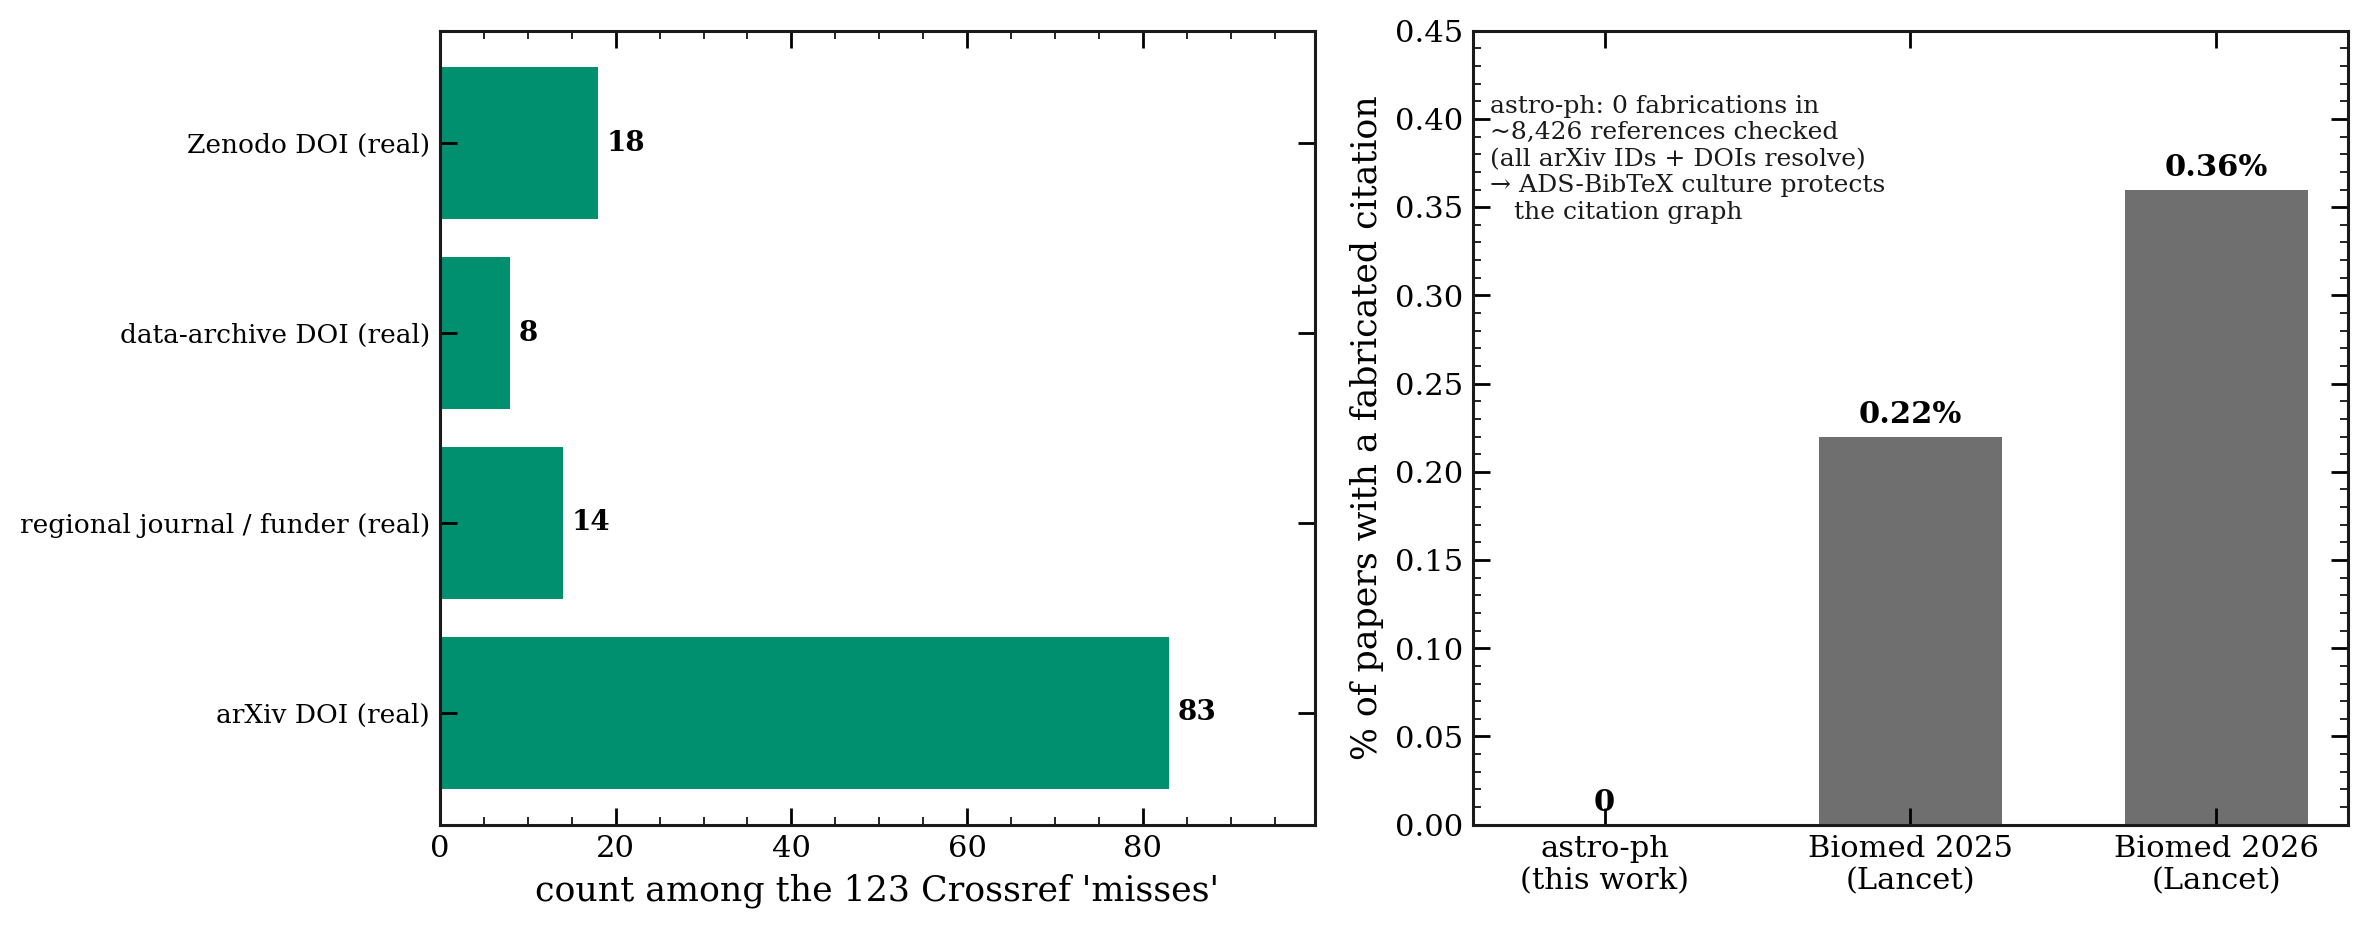 Zenodo DOI (real)
data-archive DOI (real)
regional journal / funder (real)
arXiv DOI (real)
18
8
14
83
0 20 40 60 80
count among the 123 Crossref 'misses'
% of papers with a fabricated citation
0.45
0.40
0.35
0.30
0.25
0.20
0.15
0.10
0.05
0.00
astro-ph: 0 fabrications in
~8,426 references checked
(all arXiv IDs + DOIs resolve)
→ ADS-BibTeX culture protects
the citation graph
0
0.22%
0.36%
astro-ph
(this work)
Biomed 2025
(Lancet)
Biomed 2026
(Lancet)